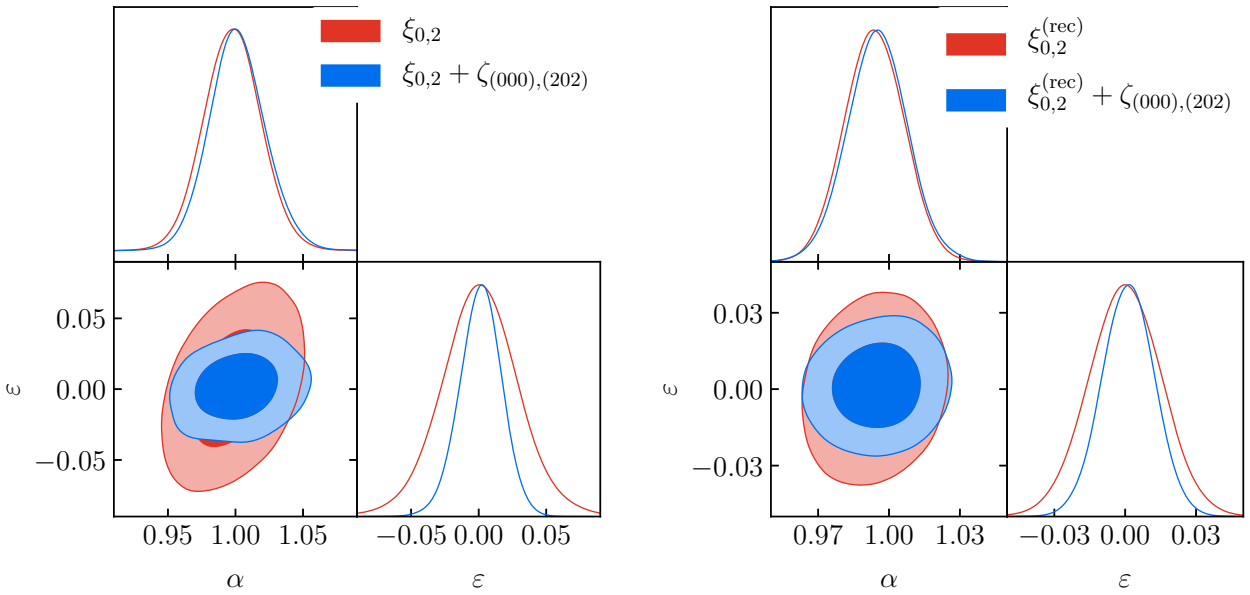 ξ₀,₂
ξ₀,₂ + ζ₍₀₀₀₎,₍₂₀₂₎
0.05
0.00
−0.05
ε
0.95 1.00 1.05
−0.05 0.00 0.05
α
ε
ξ₀,₂^(rec)
ξ₀,₂^(rec) + ζ₍₀₀₀₎,₍₂₀₂₎
0.03
0.00
−0.03
ε
0.97 1.00 1.03
−0.03 0.00 0.03
α
ε